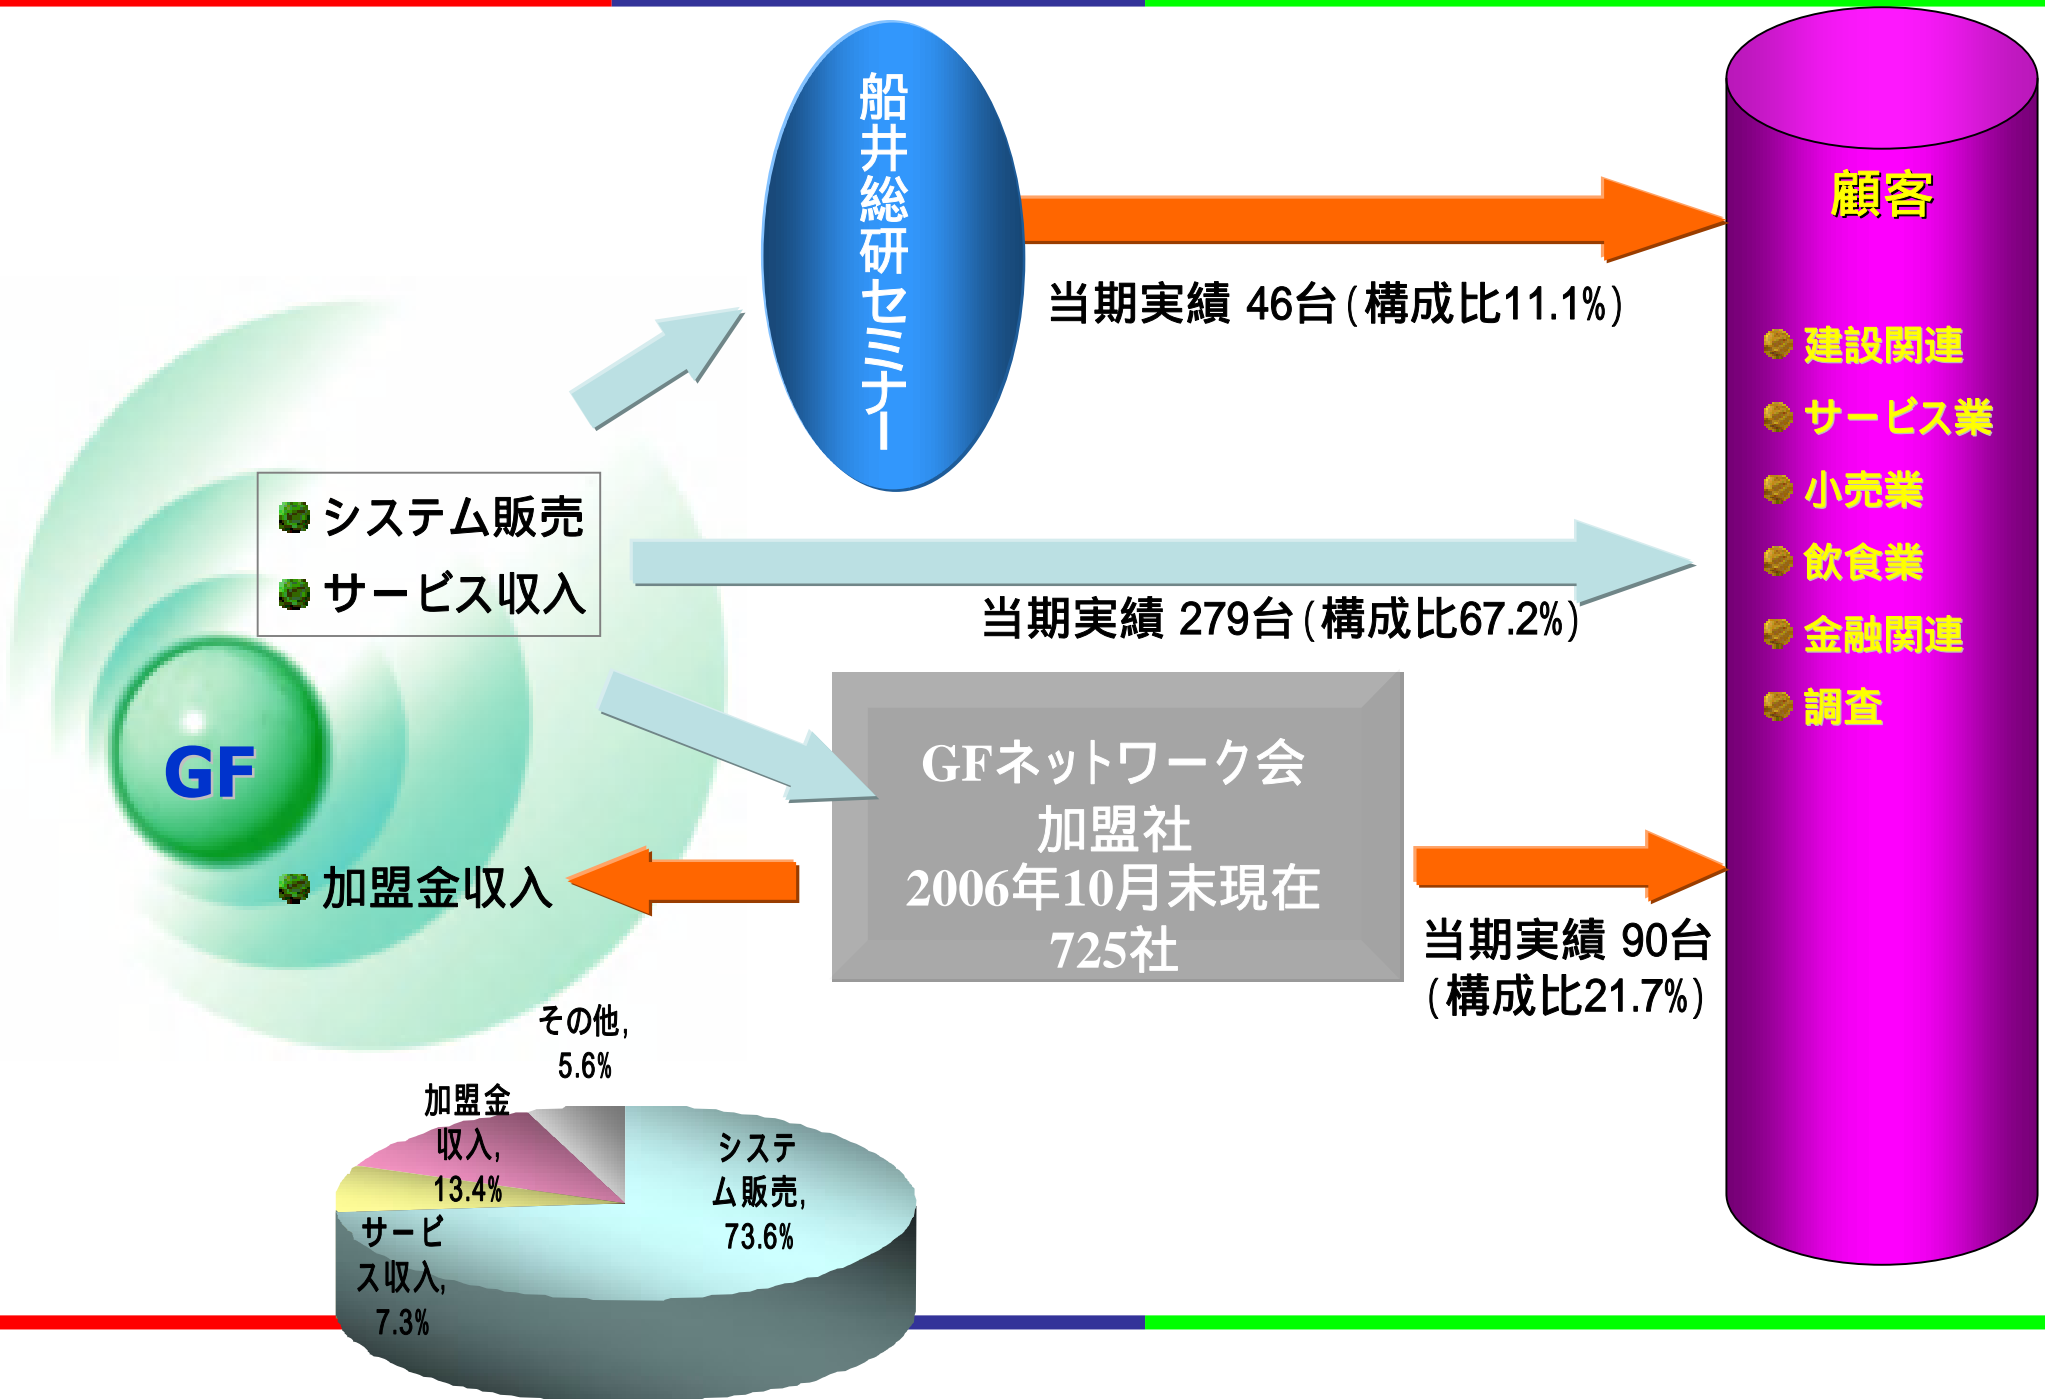 船井総研セミナー
顧客
当期実績 46台(構成比11.1%)
建設関連
サービス業
小売業
飲食業
金融関連
調査
システム販売
サービス収入
当期実績 279台(構成比67.2%)
GF
GFネットワーク会
加盟社
2006年10月末現在
725社
加盟金収入
当期実績 90台
(構成比21.7%)
その他,
5.6%
加盟金
収入,
13.4%
システ
ム販売,
73.6%
サービ
ス収入,
7.3%